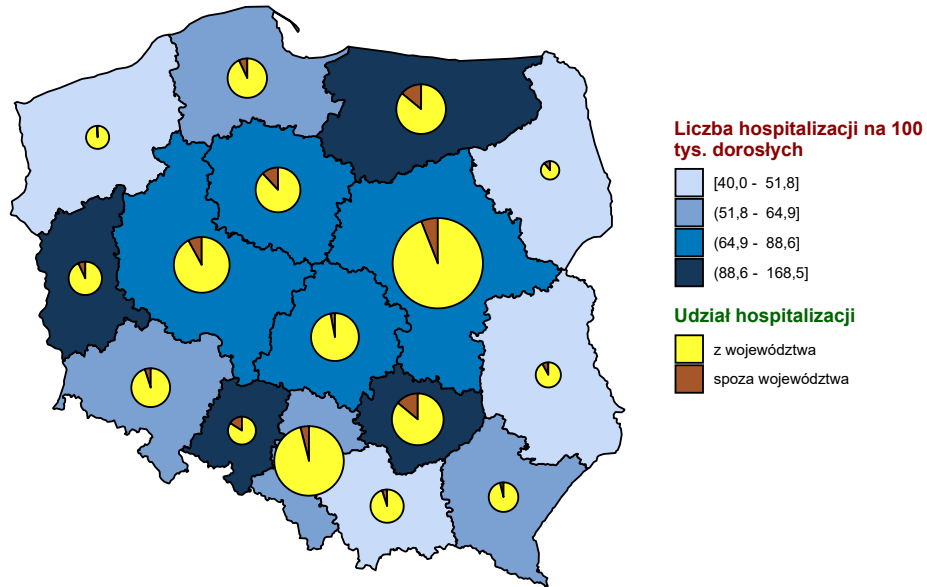 Liczba hospitalizacji na 100
tys. dorosłych
[40,0 - 51,8]
(51,8 - 64,9]
(64,9 - 88,6]
(88,6 - 168,5]
Udział hospitalizacji
z województwa
spoza województwa